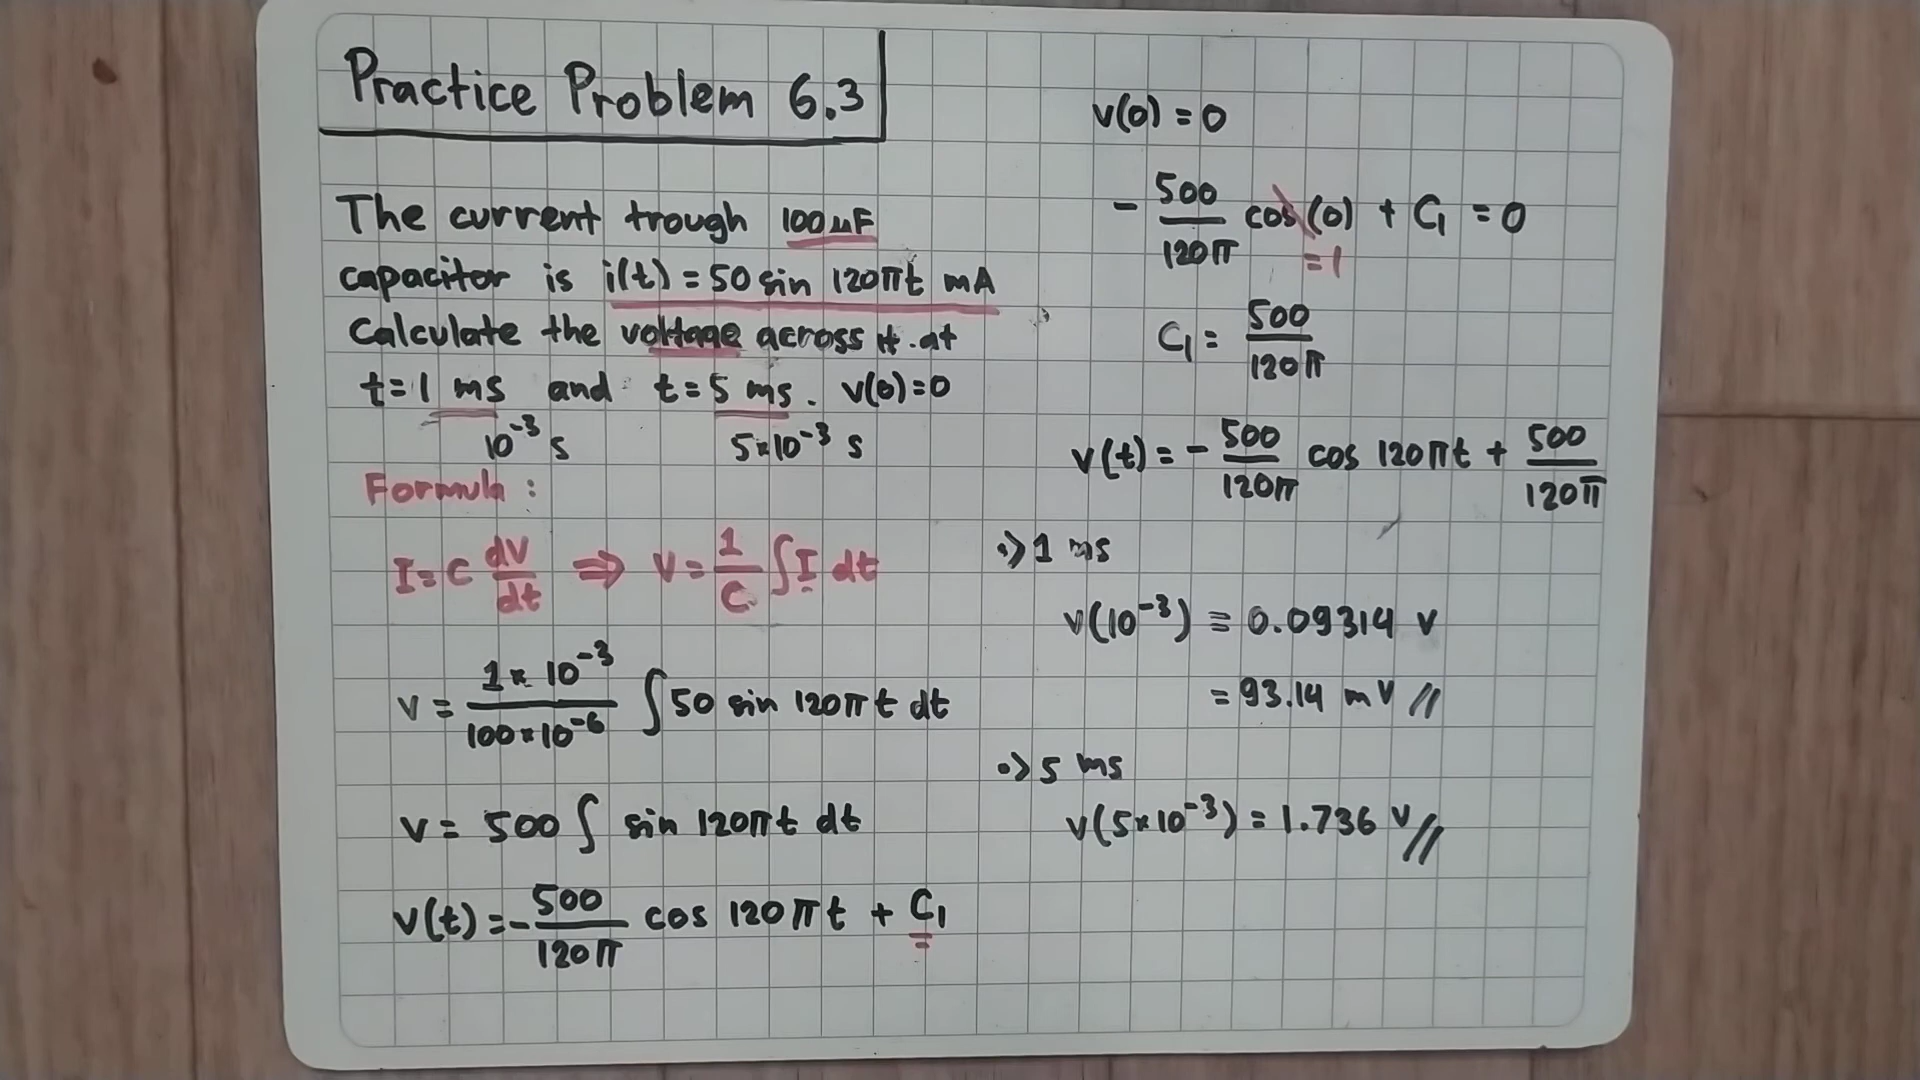 Practice Problem 6.3
The current trough 100 µF
capacitor is i(t) = 50 sin 120πt mA
Calculate the voltage across it at
t=1 ms and t=5 ms. v(0)=0
10^-3 s 5×10^-3 s
Formula :
I = C dV/dt ⇒ V = 1/C ∫ I dt
V = (1 × 10^-3)/(100×10^-6) ∫ 50 sin 120π t dt
V = 500 ∫ sin 120πt dt
V(t) = - 500/120π cos 120πt + C₁
=
v(0) = 0
- 500/120π cos (0) + C₁ = 0
=1
C₁ = 500/120π
v(t) = - 500/120π cos 120πt + 500/120π
•> 1 ms
v(10^-3) = 0.09314 v
= 93.14 mV //
•> 5 ms
v(5×10^-3) = 1.736 v //